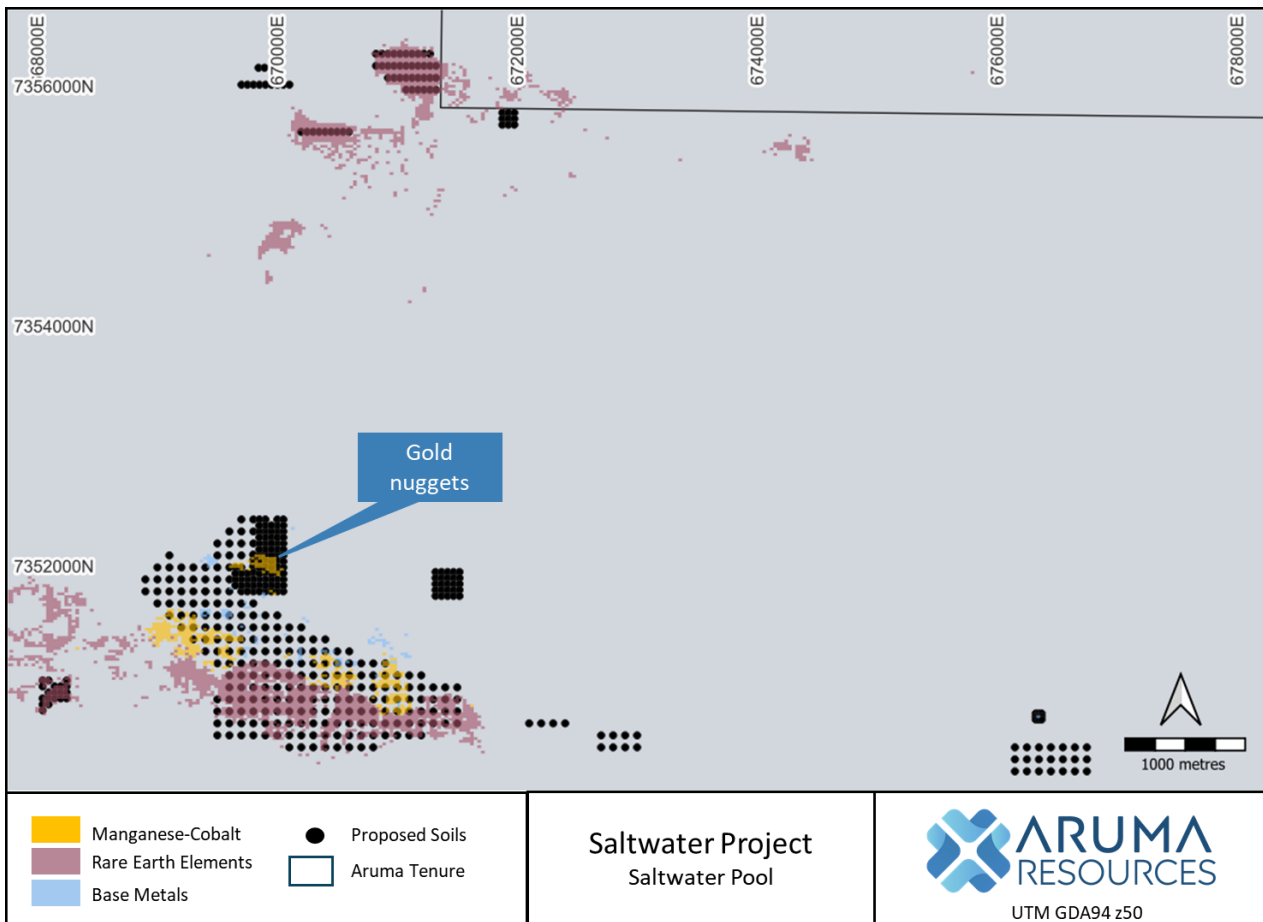 668000E
670000E
672000E
674000E
676000E
678000E
7356000N
7354000N
Gold
nuggets
7352000N
1000 metres
Manganese-Cobalt
Rare Earth Elements
Base Metals
Proposed Soils
Aruma Tenure
Saltwater Project
Saltwater Pool
ARUMA
RESOURCES
UTM GDA94 z50